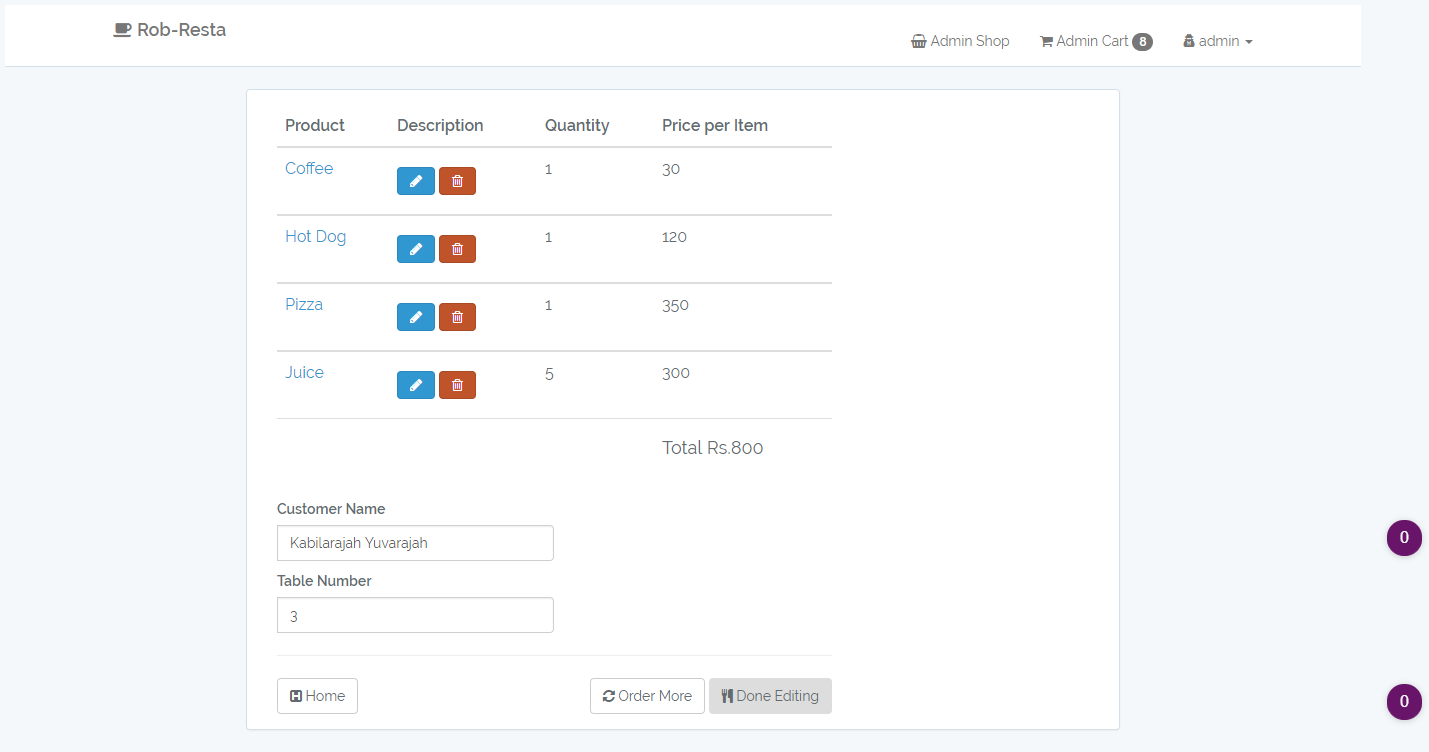 Rob-Resta
Admin Shop Admin Cart 8 admin
Product Description Quantity Price per Item
Coffee 1 30
Hot Dog 1 120
Pizza 1 350
Juice 5 300
Total Rs.800
Customer Name
Kabilarajah Yuvarajah
0
Table Number
3
Home Order More Done Editing
0